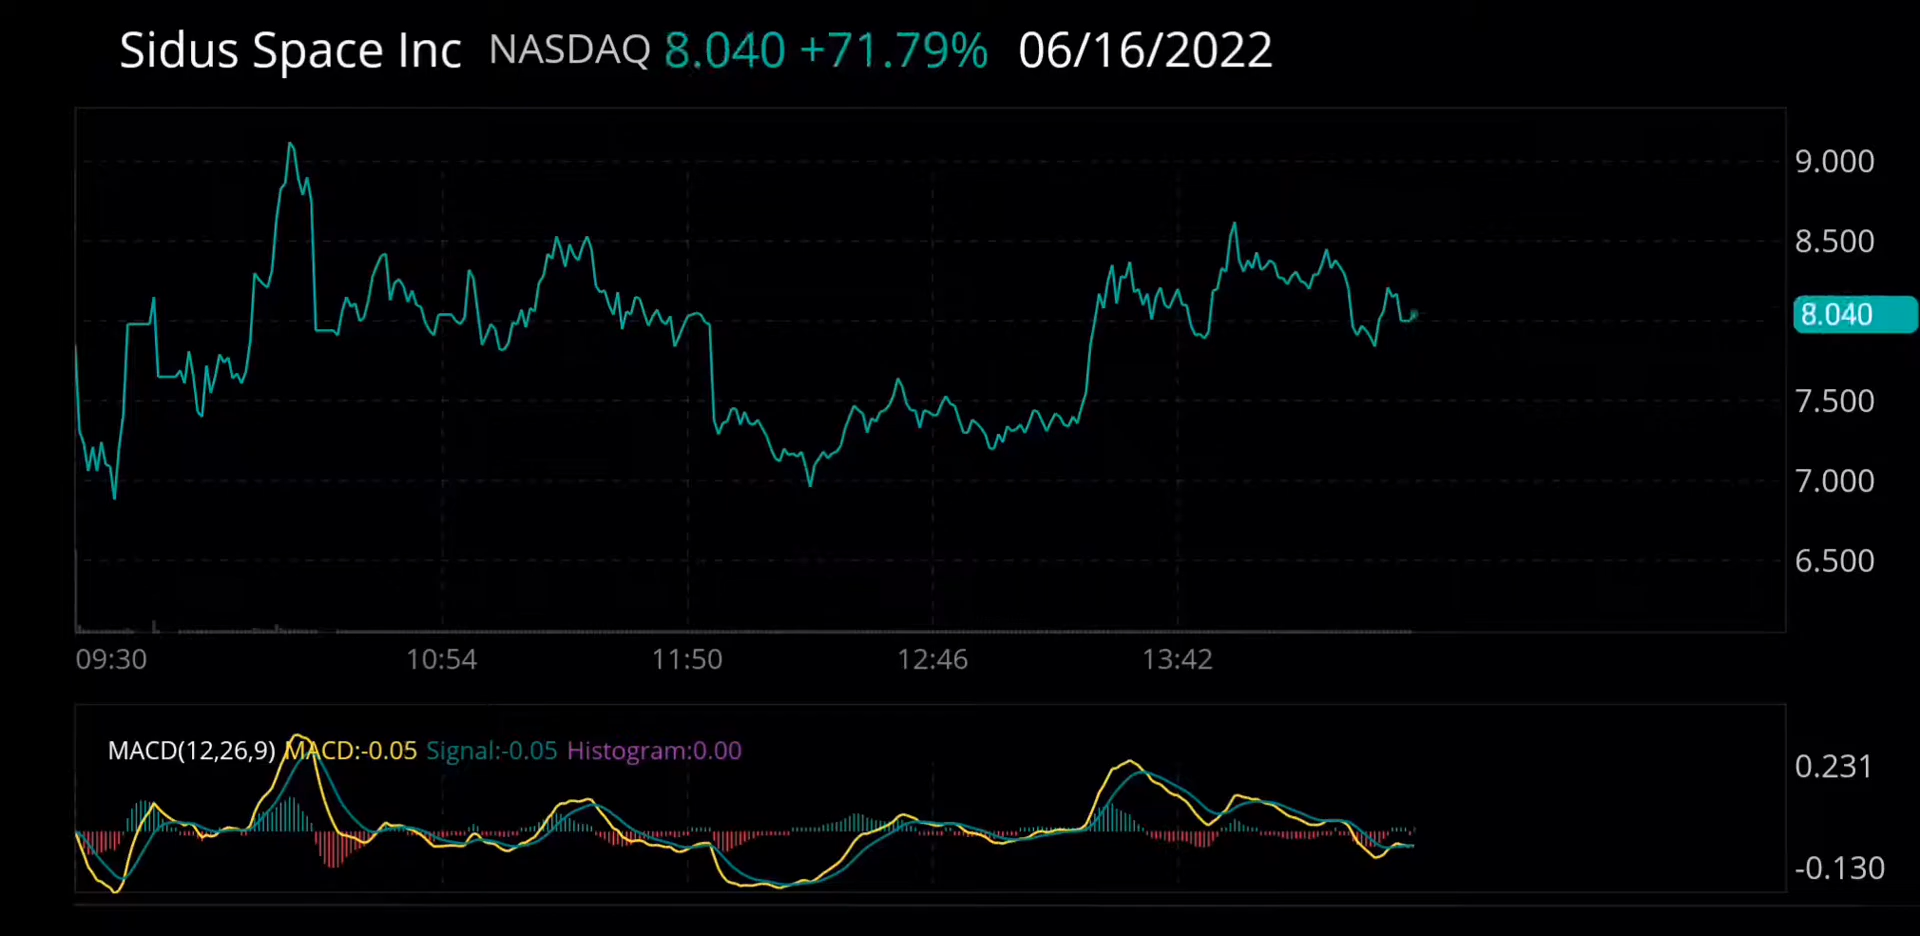 Sidus Space Inc NASDAQ 8.040 +71.79% 06/16/2022
9.000
8.500
8.040
7.500
7.000
6.500
09:30 10:54 11:50 12:46 13:42
MACD(12,26,9) MACD:-0.05 Signal:-0.05 Histogram:0.00
0.231
-0.130